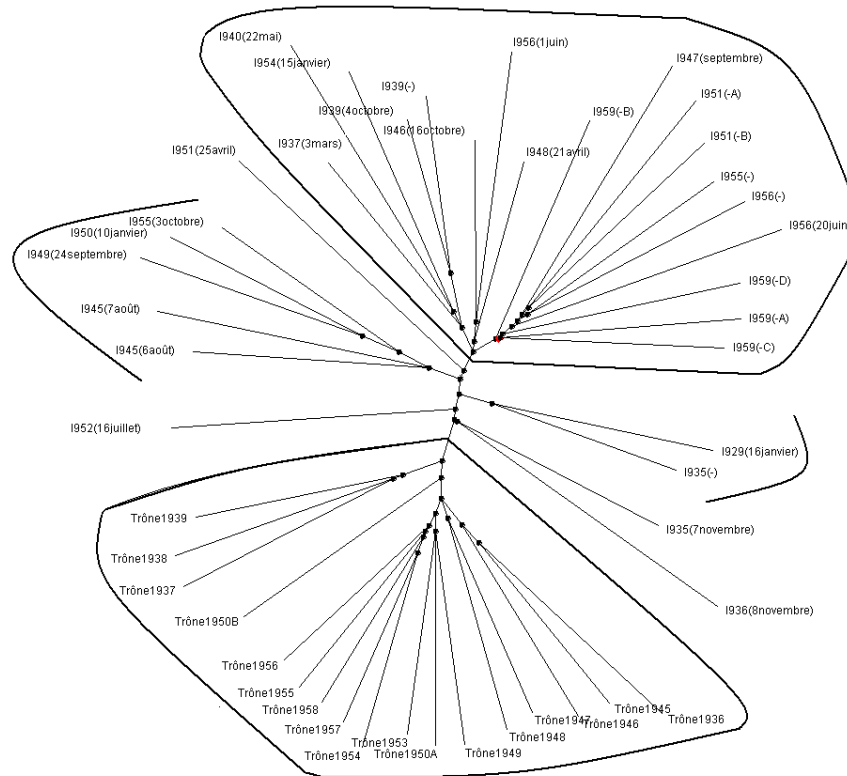 I940(22mai)
I956(1juin)
I954(15janvier)
I947(septembre)
I939(-)
I951(-A)
I939(4octobre)
I959(-B)
I946(16octobre)
I951(-B)
I937(3mars)
I948(21avril)
I951(25avril)
I955(-)
I956(-)
I955(3octobre)
I956(20juin
I950(10janvier)
I949(24septembre)
I959(-D)
I945(7août)
I959(-A)
I945(6août)
I959(-C)
I952(16juillet)
I929(16janvier)
I935(-)
Trône1939
I935(7novembre)
Trône1938
Trône1937
I936(8novembre)
Trône1950B
Trône1956
Trône1955
Trône1958
Trône1945
Trône1957
Trône1947
Trône1936
Trône1946
Trône1948
Trône1953
Trône1954
Trône1950A
Trône1949